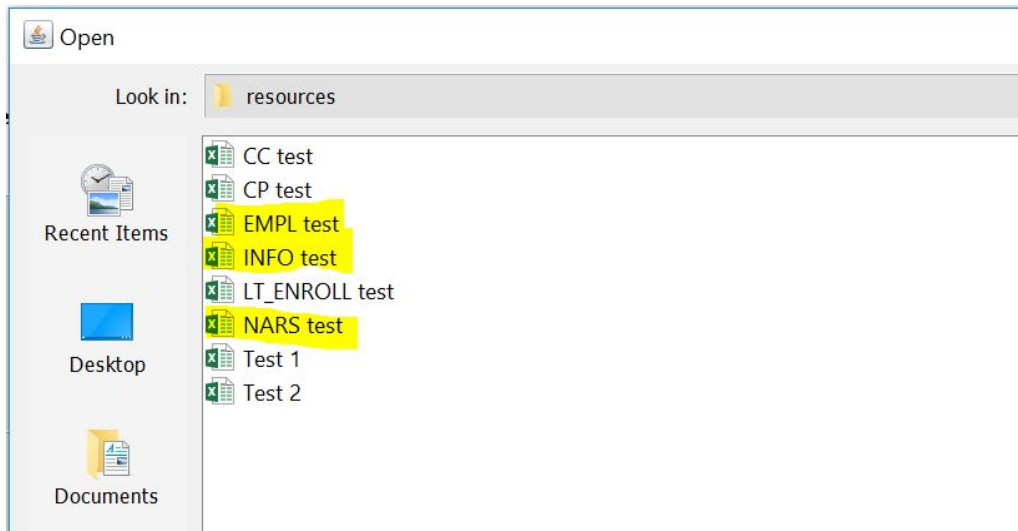 Open
Look in:
resources
Recent Items
Desktop
Documents
CC test
CP test
EMPL test
INFO test
LT_ENROLL test
NARS test
Test 1
Test 2